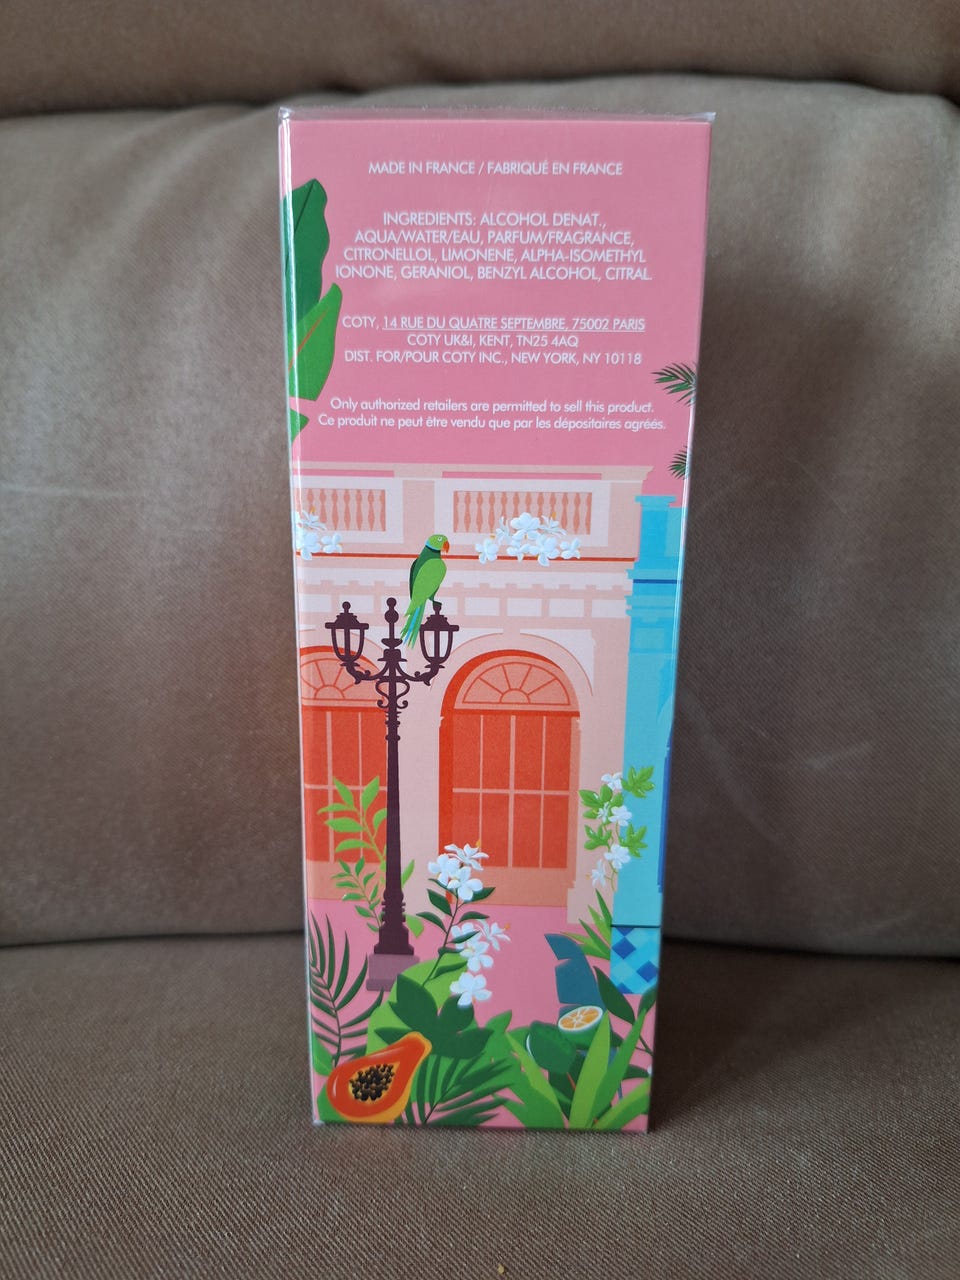 MADE IN FRANCE / FABRIQUÉ EN FRANCE
INGREDIENTS: ALCOHOL DENAT.,
AQUA/WATER/EAU, PARFUM/FRAGRANCE,
CITRONELLOL, LIMONENE, ALPHA-ISOMETHYL
IONONE, GERANIOL, BENZYL ALCOHOL, CITRAL.
COTY, 14 RUE DU QUATRE SEPTEMBRE, 75002 PARIS
COTY UK&I, KENT, TN25 4AQ
DIST. FOR/POUR COTY INC., NEW YORK, NY 10118
Only authorized retailers are permitted to sell this product.
Ce produit ne peut être vendu que par les dépositaires agréés.